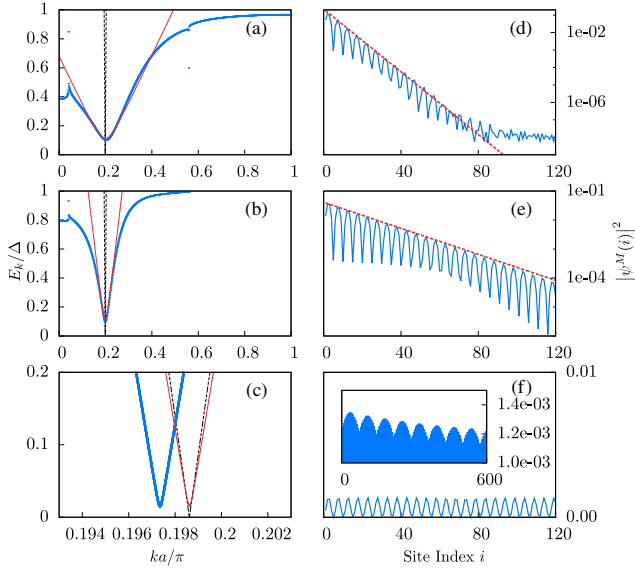 1
0.8
0.6
0.4
0.2
0
(a)
0 0.2 0.4 0.6 0.8 1
(d)
1e-02
1e-06
0 40 80 120
1
0.8
0.6
0.4
0.2
0
E_k/Δ
(b)
0 0.2 0.4 0.6 0.8 1
(e)
1e-01
1e-04
|ψ^M(i)|^2
0 40 80 120
0.2
0.1
0
(c)
0.194 0.196 0.198 0.2 0.202
ka/π
(f)
0.01
0.00
1.4e-03
1.2e-03
1.0e-03
0 600
0 40 80 120
Site Index i